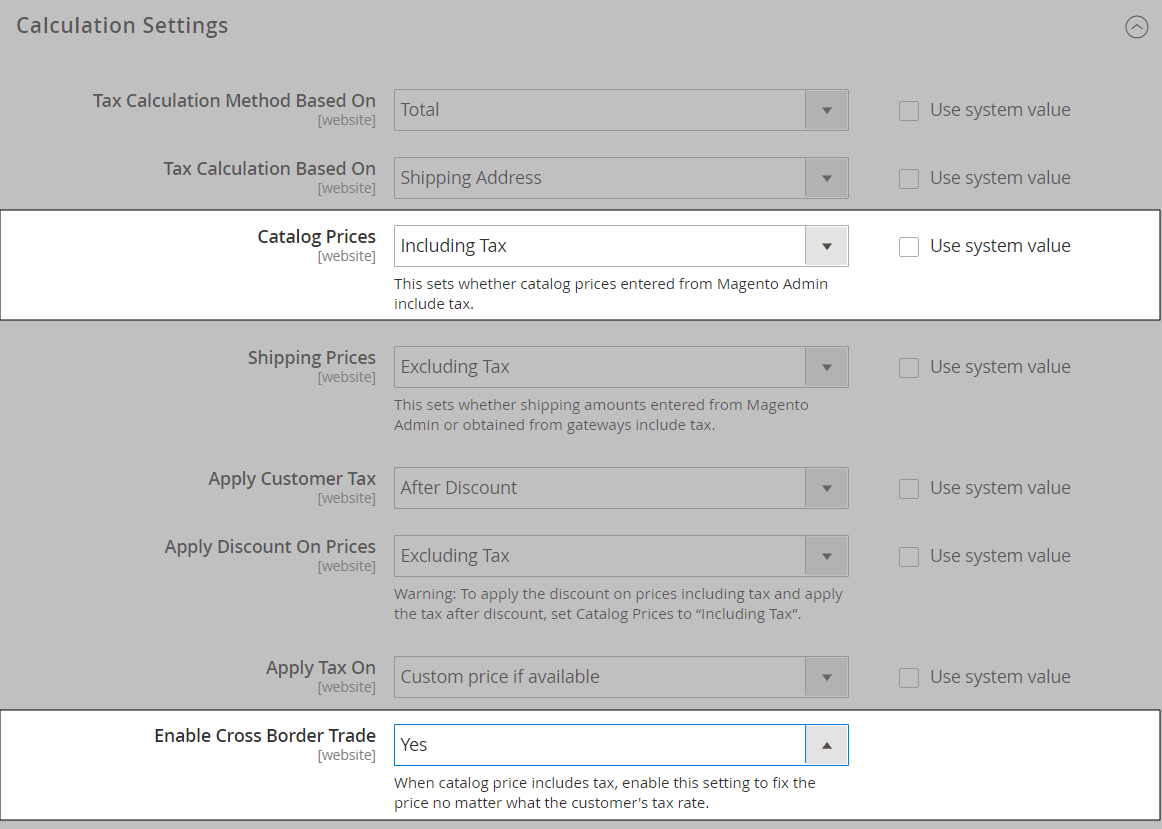 Calculation Settings
Tax Calculation Method Based On
[website]
Total
Use system value
Tax Calculation Based On
[website]
Shipping Address
Use system value
Catalog Prices
[website]
Including Tax
Use system value
This sets whether catalog prices entered from Magento Admin
include tax.
Shipping Prices
[website]
Excluding Tax
Use system value
This sets whether shipping amounts entered from Magento
Admin or obtained from gateways include tax.
Apply Customer Tax
[website]
After Discount
Use system value
Apply Discount On Prices
[website]
Excluding Tax
Use system value
Warning: To apply the discount on prices including tax and apply
the tax after discount, set Catalog Prices to “Including Tax”.
Apply Tax On
[website]
Custom price if available
Use system value
Enable Cross Border Trade
[website]
Yes
When catalog price includes tax, enable this setting to fix the
price no matter what the customer's tax rate.